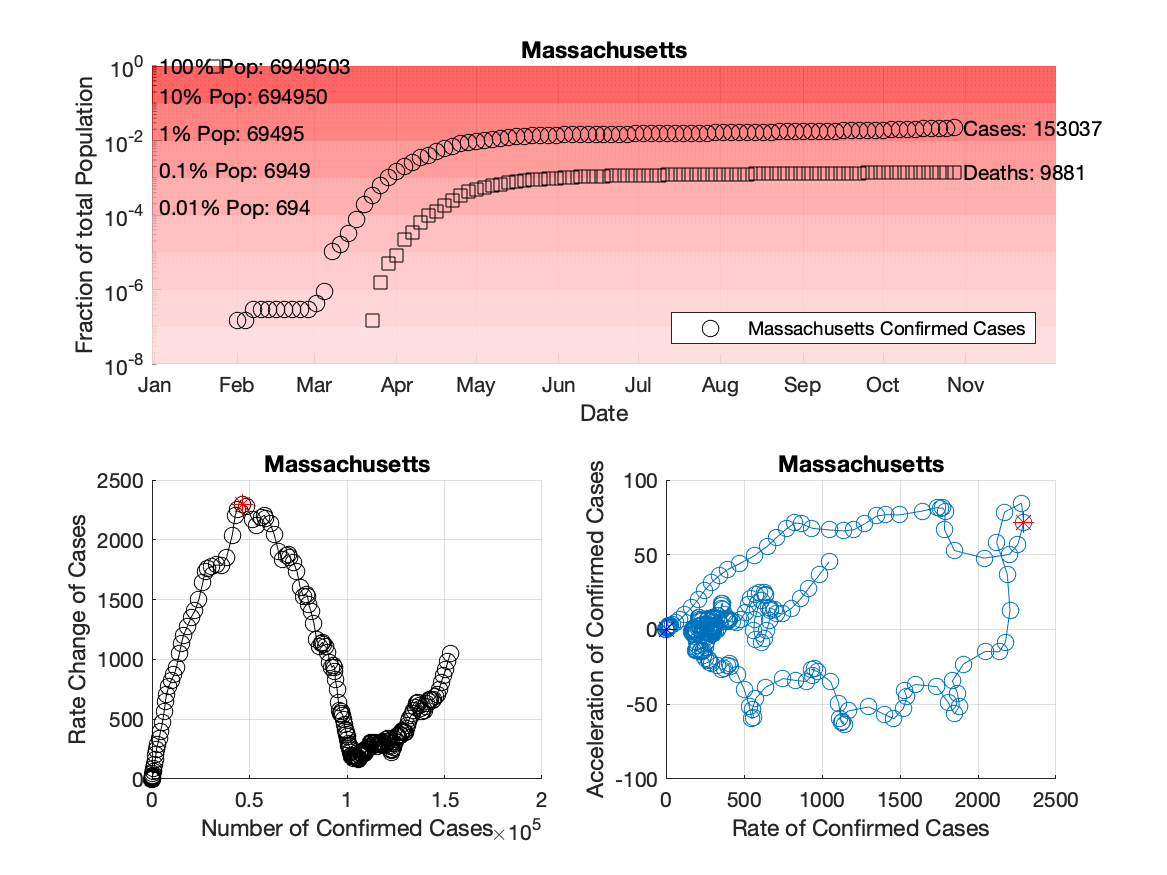 Massachusetts
10^0
100% Pop: 6949503
10% Pop: 694950
10^-2
1% Pop: 69495
Cases: 153037
0.1% Pop: 6949
Deaths: 9881
10^-4
0.01% Pop: 694
10^-6
Massachusetts Confirmed Cases
10^-8
Fraction of total Population
Jan Feb Mar Apr May Jun Jul Aug Sep Oct Nov
Date
Massachusetts
2500
2000
1500
1000
500
0
Rate Change of Cases
0 0.5 1 1.5 2
Number of Confirmed Cases ×10^5
Massachusetts
100
50
0
-50
-100
Acceleration of Confirmed Cases
0 500 1000 1500 2000 2500
Rate of Confirmed Cases